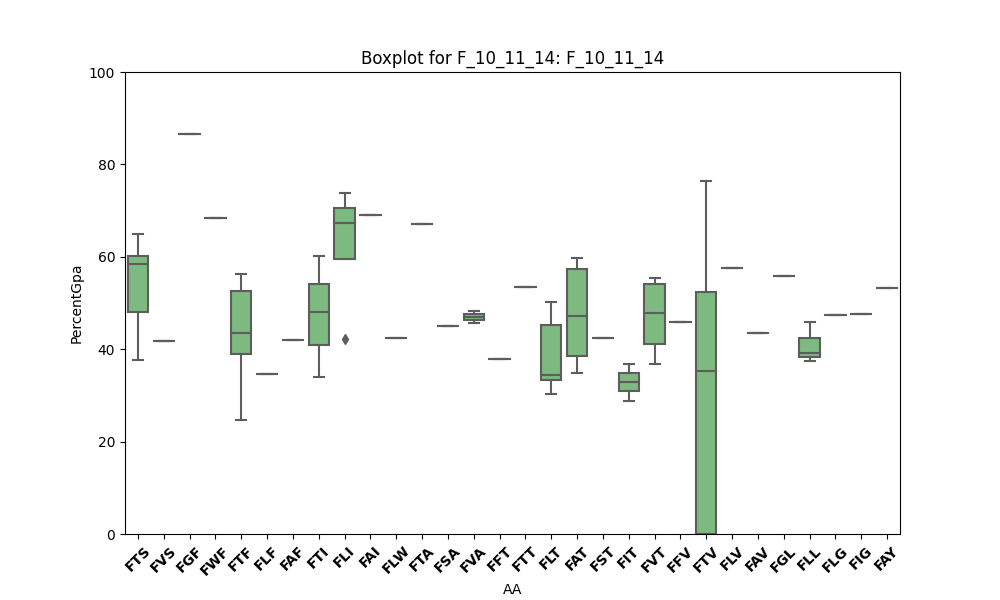 Boxplot for F_10_11_14: F_10_11_14
100
80
60
40
20
0
PercentGpa
FTS FVS FGF FWF FTF FLF FAF FTI FLI FAI FLW FTA FSA FVA FFT FTT FLT FAT FST FIT FVT FFV FTV FLV FAV FGL FLL FLG FIG FAY
AA